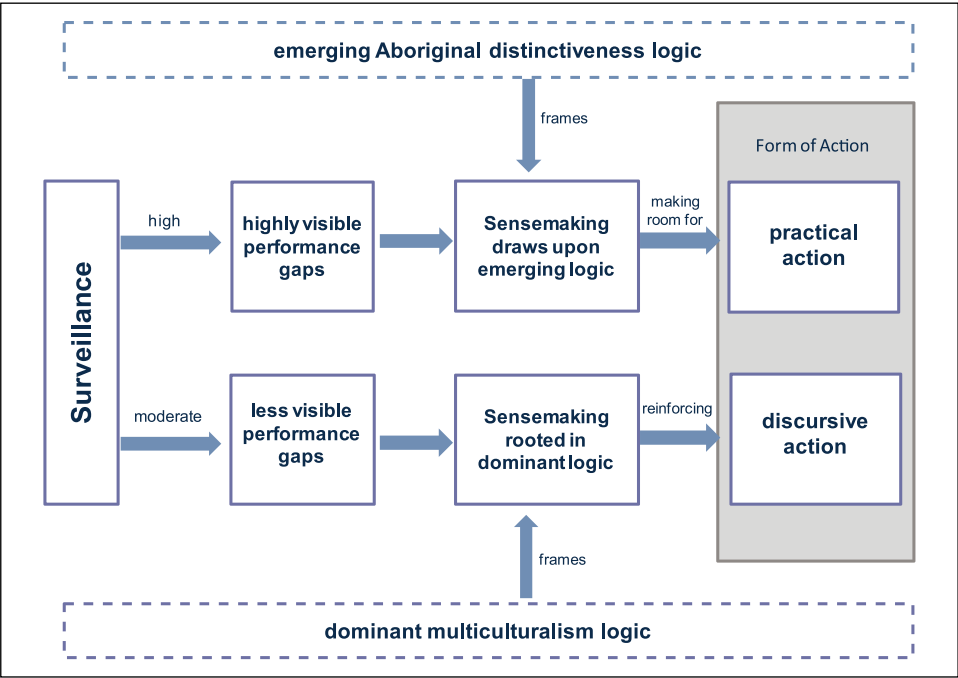 emerging Aboriginal distinctiveness logic
frames
Form of Action
Surveillance
high
highly visible
performance
gaps
Sensemaking
draws upon
emerging logic
making
room for
practical
action
moderate
less visible
performance
gaps
Sensemaking
rooted in
dominant logic
reinforcing
discursive
action
frames
dominant multiculturalism logic